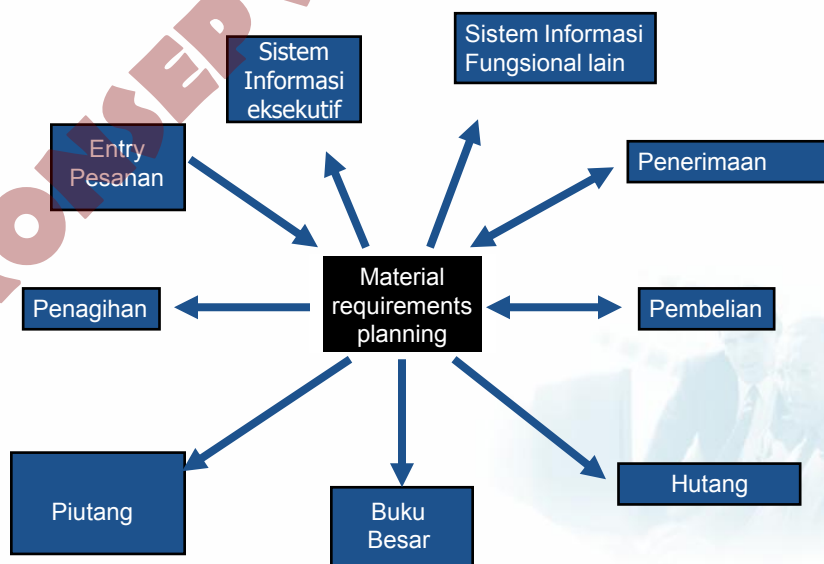 Sistem
Informasi
eksekutif
Sistem Informasi
Fungsional lain
Entry
Pesanan
Penerimaan
Material
requirements
planning
Penagihan
Pembelian
Piutang
Buku
Besar
Hutang